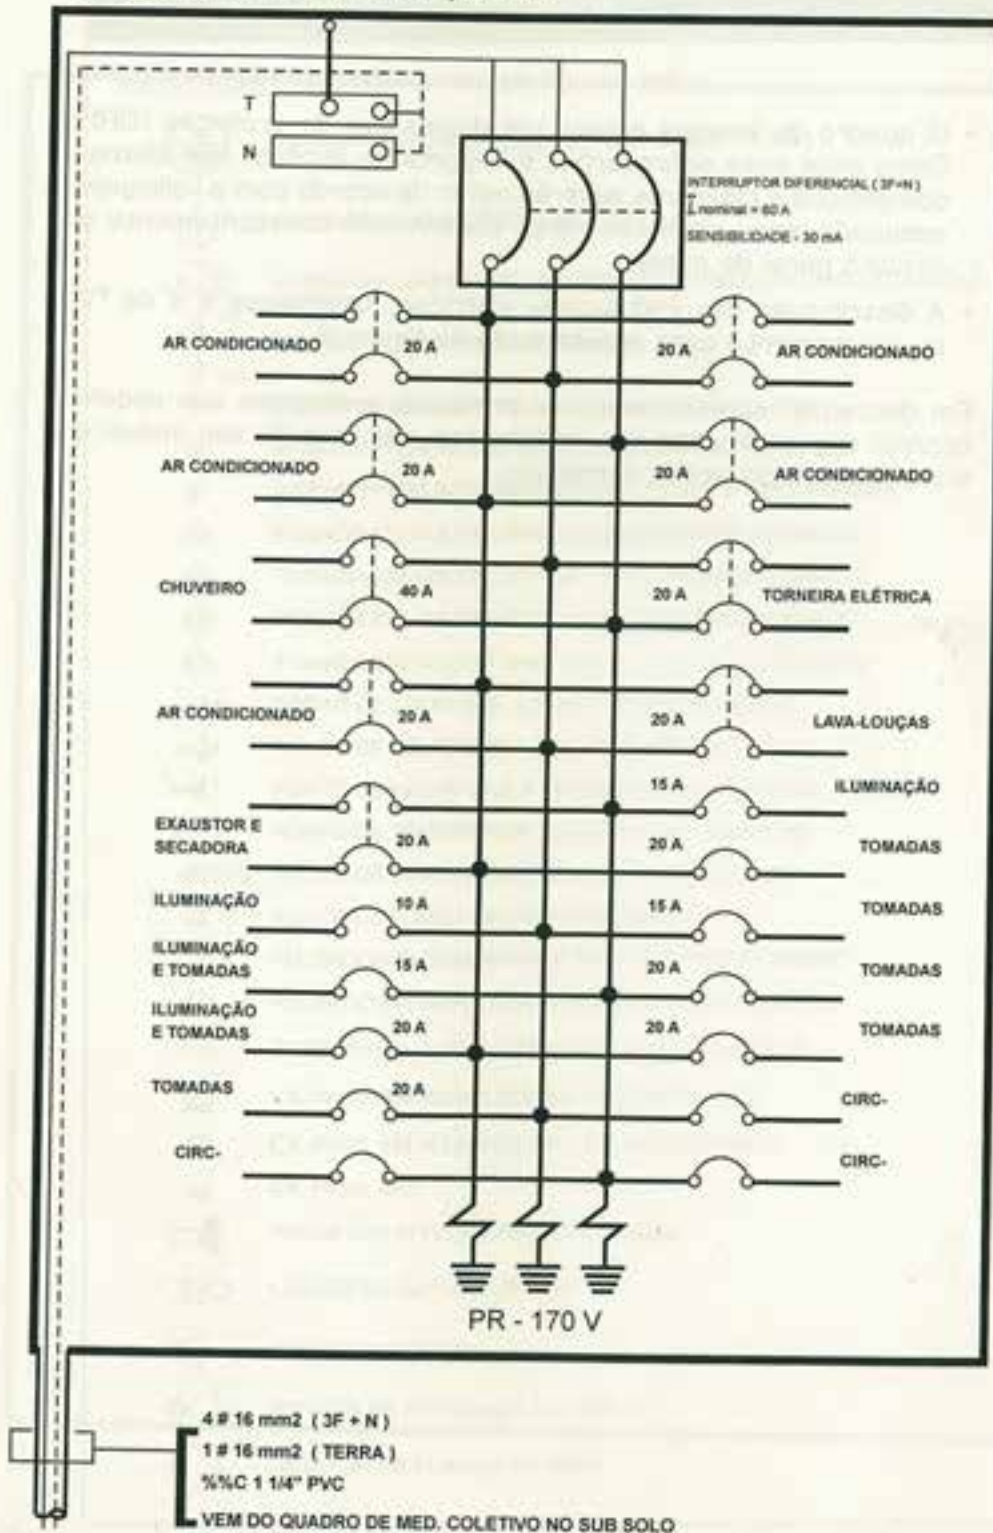 T
N
INTERRUPTOR DIFERENCIAL ( 3F+N )
I nominal = 60 A
SENSIBILIDADE - 30 mA
AR CONDICIONADO 20 A 20 A AR CONDICIONADO
AR CONDICIONADO 20 A 20 A AR CONDICIONADO
CHUVEIRO 40 A 20 A TORNEIRA ELÉTRICA
AR CONDICIONADO 20 A 20 A LAVA-LOUÇAS
15 A ILUMINAÇÃO
EXAUSTOR E
SECADORA 20 A 20 A TOMADAS
ILUMINAÇÃO 10 A 15 A TOMADAS
ILUMINAÇÃO
E TOMADAS 15 A 20 A TOMADAS
ILUMINAÇÃO
E TOMADAS 20 A 20 A TOMADAS
TOMADAS 20 A CIRC-
CIRC- CIRC-
PR - 170 V
4 # 16 mm2 ( 3F + N )
1 # 16 mm2 ( TERRA )
%%C 1 1/4" PVC
VEM DO QUADRO DE MED. COLETIVO NO SUB SOLO